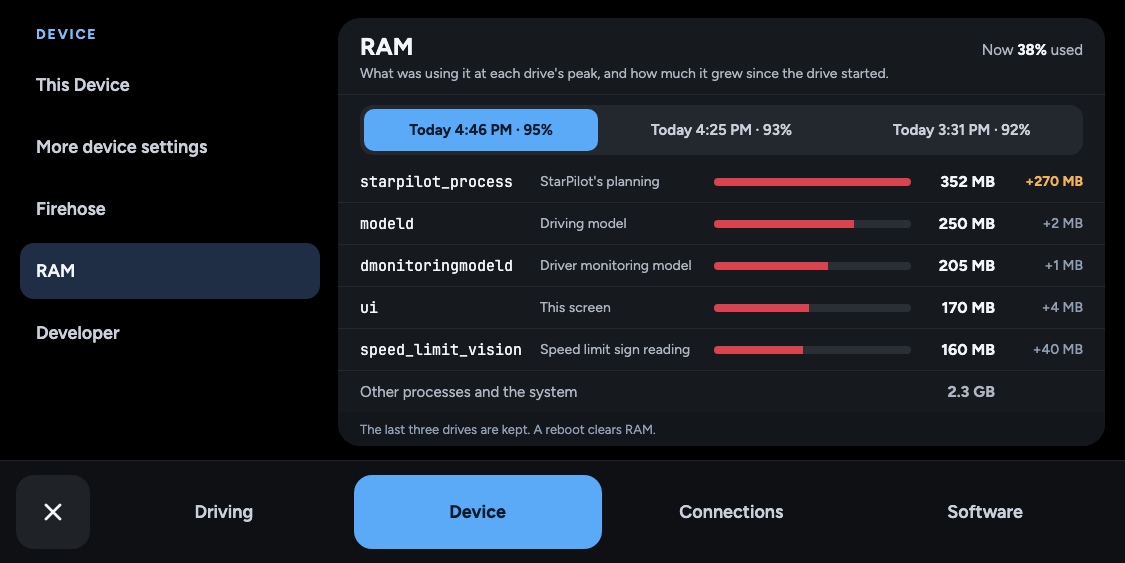 DEVICE
This Device
More device settings
Firehose
RAM
Developer
RAM
Now 38% used
What was using it at each drive's peak, and how much it grew since the drive started.
Today 4:46 PM · 95%
Today 4:25 PM · 93%
Today 3:31 PM · 92%
starpilot_process StarPilot's planning 352 MB +270 MB
modeld Driving model 250 MB +2 MB
dmonitoringmodeld Driver monitoring model 205 MB +1 MB
ui This screen 170 MB +4 MB
speed_limit_vision Speed limit sign reading 160 MB +40 MB
Other processes and the system 2.3 GB
The last three drives are kept. A reboot clears RAM.
Driving
Device
Connections
Software